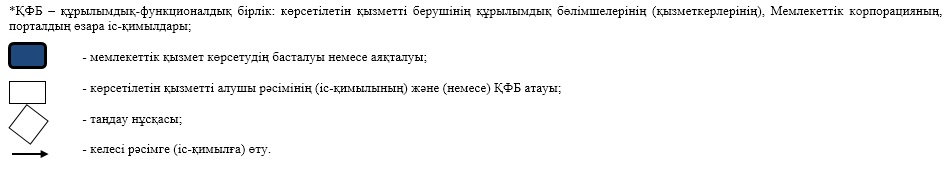 *ҚФБ – құрылымдық-функционалдық бірлік: көрсетілетін қызметті берушінің құрылымдық бөлімшелерінің (қызметкерлерінің), Мемлекеттік корпорацияның,
порталдың өзара іс-қимылдары;
- мемлекеттік қызмет көрсетудің басталуы немесе аяқталуы;
- көрсетілетін қызметті алушы рәсімінің (іс-қимылының) және (немесе) ҚФБ атауы;
- таңдау нұсқасы;
- келесі рәсімге (іс-қимылға) өту.